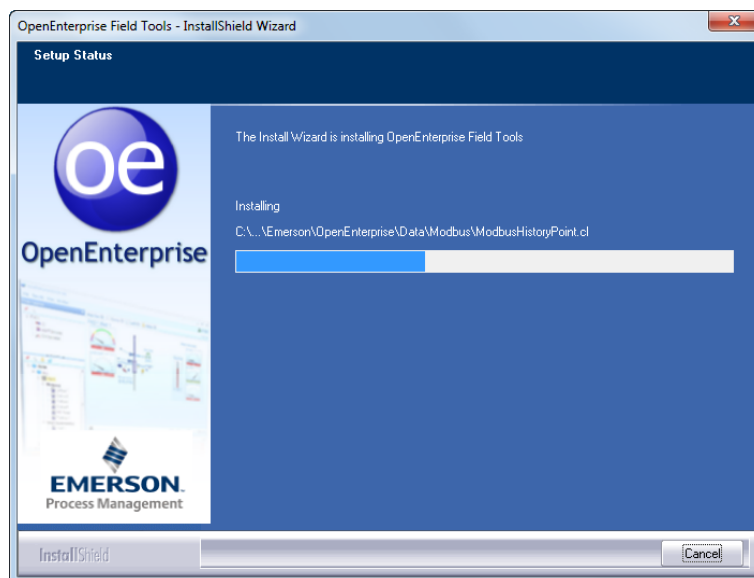 OpenEnterprise Field Tools - InstallShield Wizard
Setup Status
oe
OpenEnterprise
The Install Wizard is installing OpenEnterprise Field Tools
Installing
C:\...\Emerson\OpenEnterprise\Data\Modbus\ModbusHistoryPoint.cl
EMERSON.
Process Management
InstallShield
Cancel